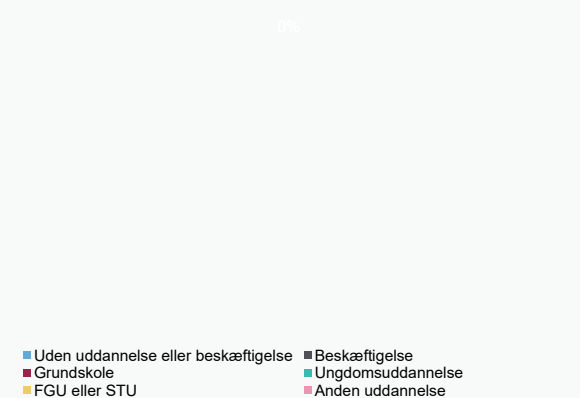 0%
Uden uddannelse eller beskæftigelse
Beskæftigelse
Grundskole
Ungdomsuddannelse
FGU eller STU
Anden uddannelse